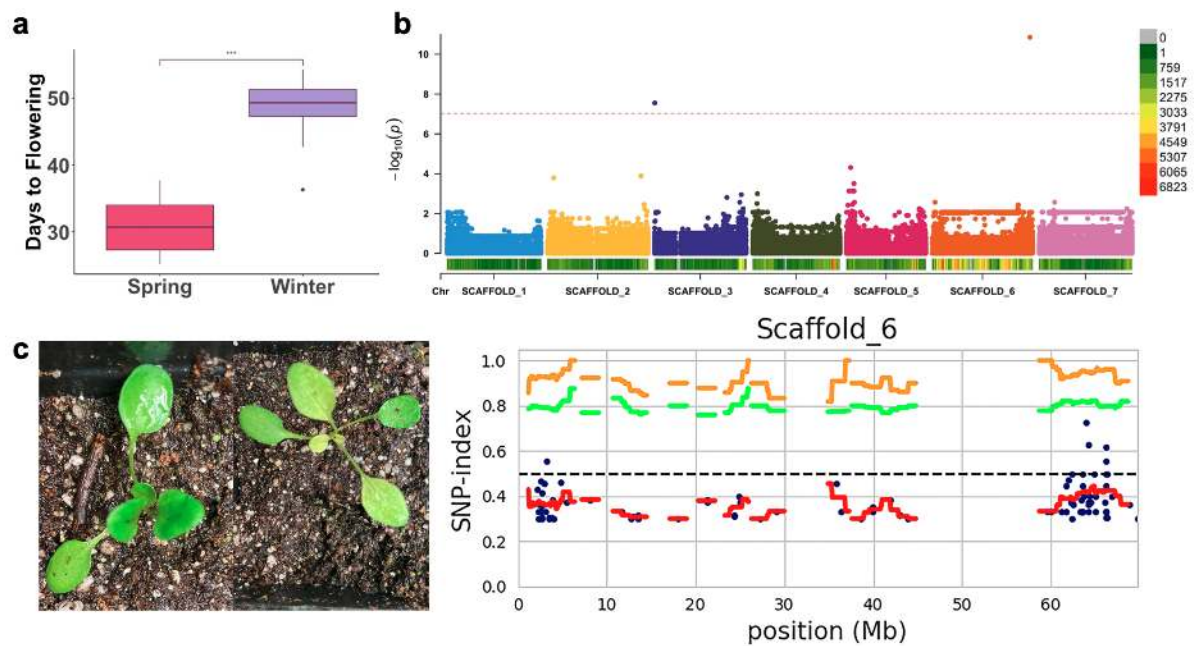 a
Days to Flowering
50
40
30
***
Spring
Winter
b
−log10(p)
10
8
6
4
2
0
Chr SCAFFOLD_1 SCAFFOLD_2 SCAFFOLD_3 SCAFFOLD_4 SCAFFOLD_5 SCAFFOLD_6 SCAFFOLD_7
0
1
759
1517
2275
3033
3791
4549
5307
6065
6823
c
Scaffold_6
SNP-index
1.0
0.8
0.6
0.4
0.2
0.0
0 10 20 30 40 50 60
position (Mb)